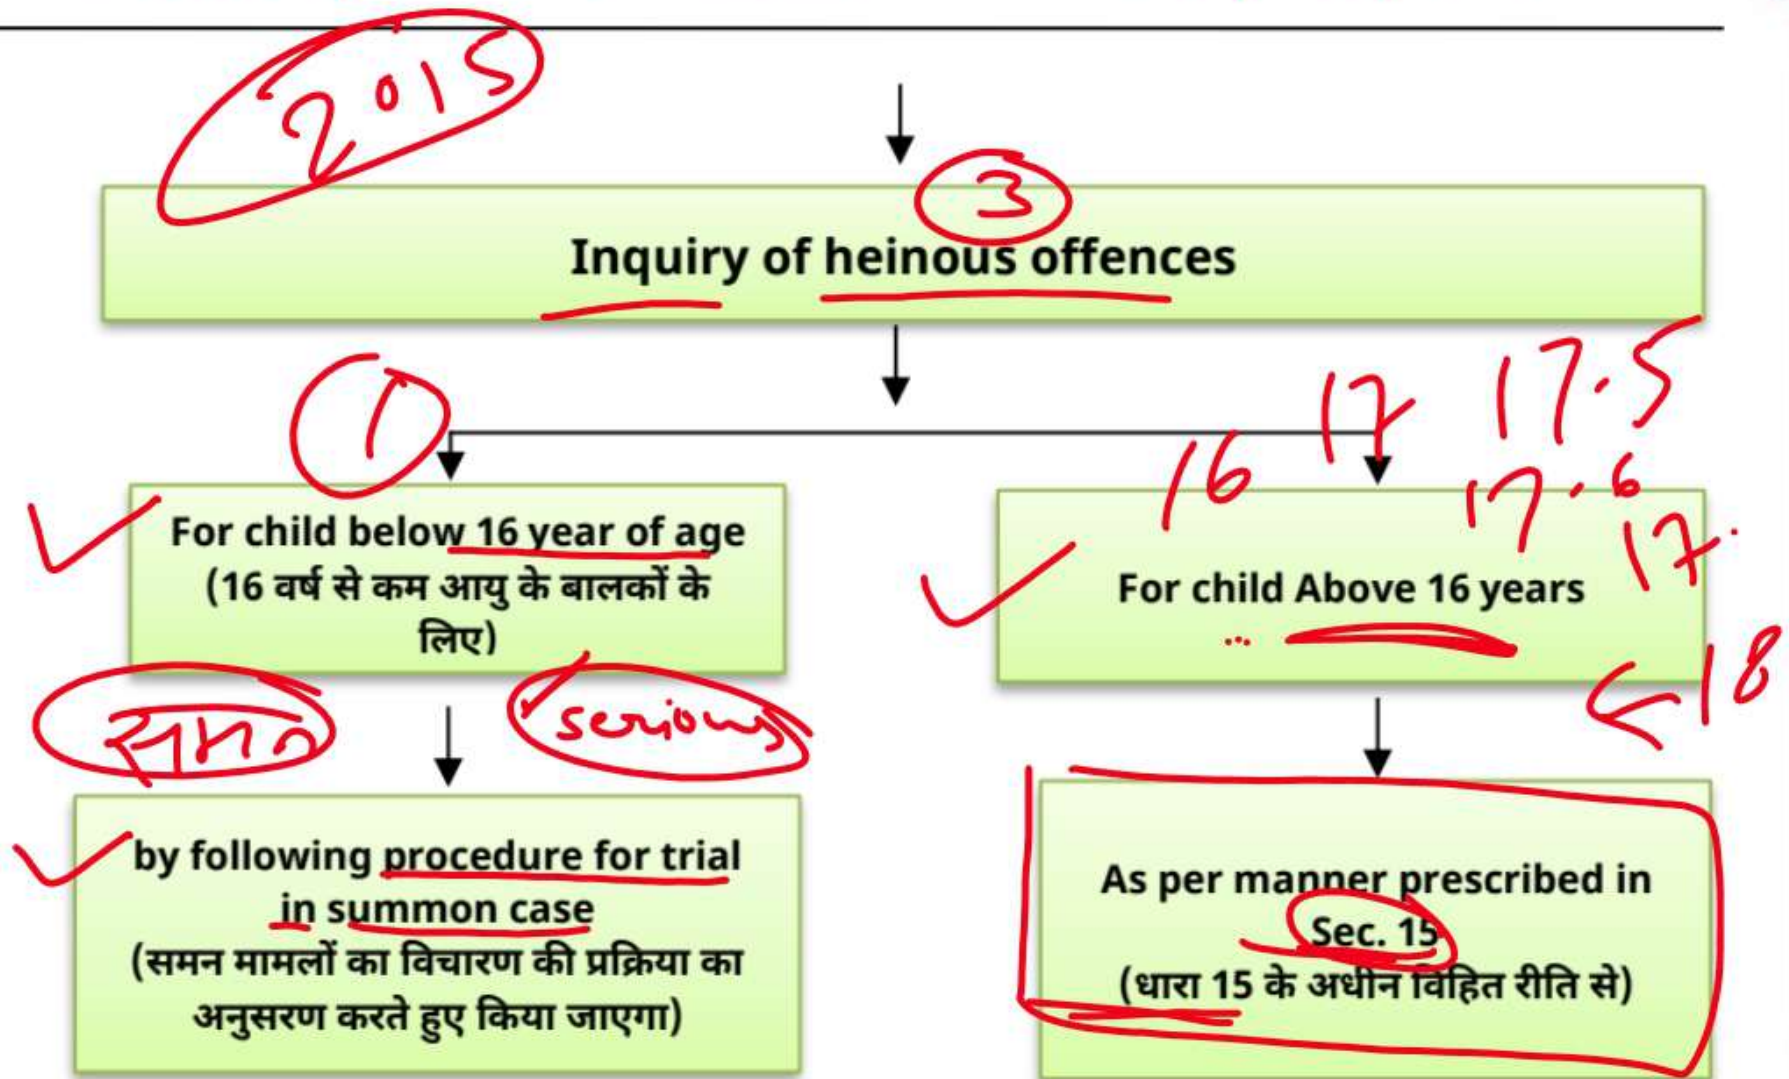 2015
3
Inquiry of heinous offences
1
17 17.5
16 17.6
17.
For child below 16 year of age
(16 वर्ष से कम आयु के बालकों के
लिए)
For child Above 16 years
<18
समन
serious
by following procedure for trial
in summon case
(समन मामलों का विचारण की प्रक्रिया का
अनुसरण करते हुए किया जाएगा)
As per manner prescribed in
Sec. 15
(धारा 15 के अधीन विहित रीति से)